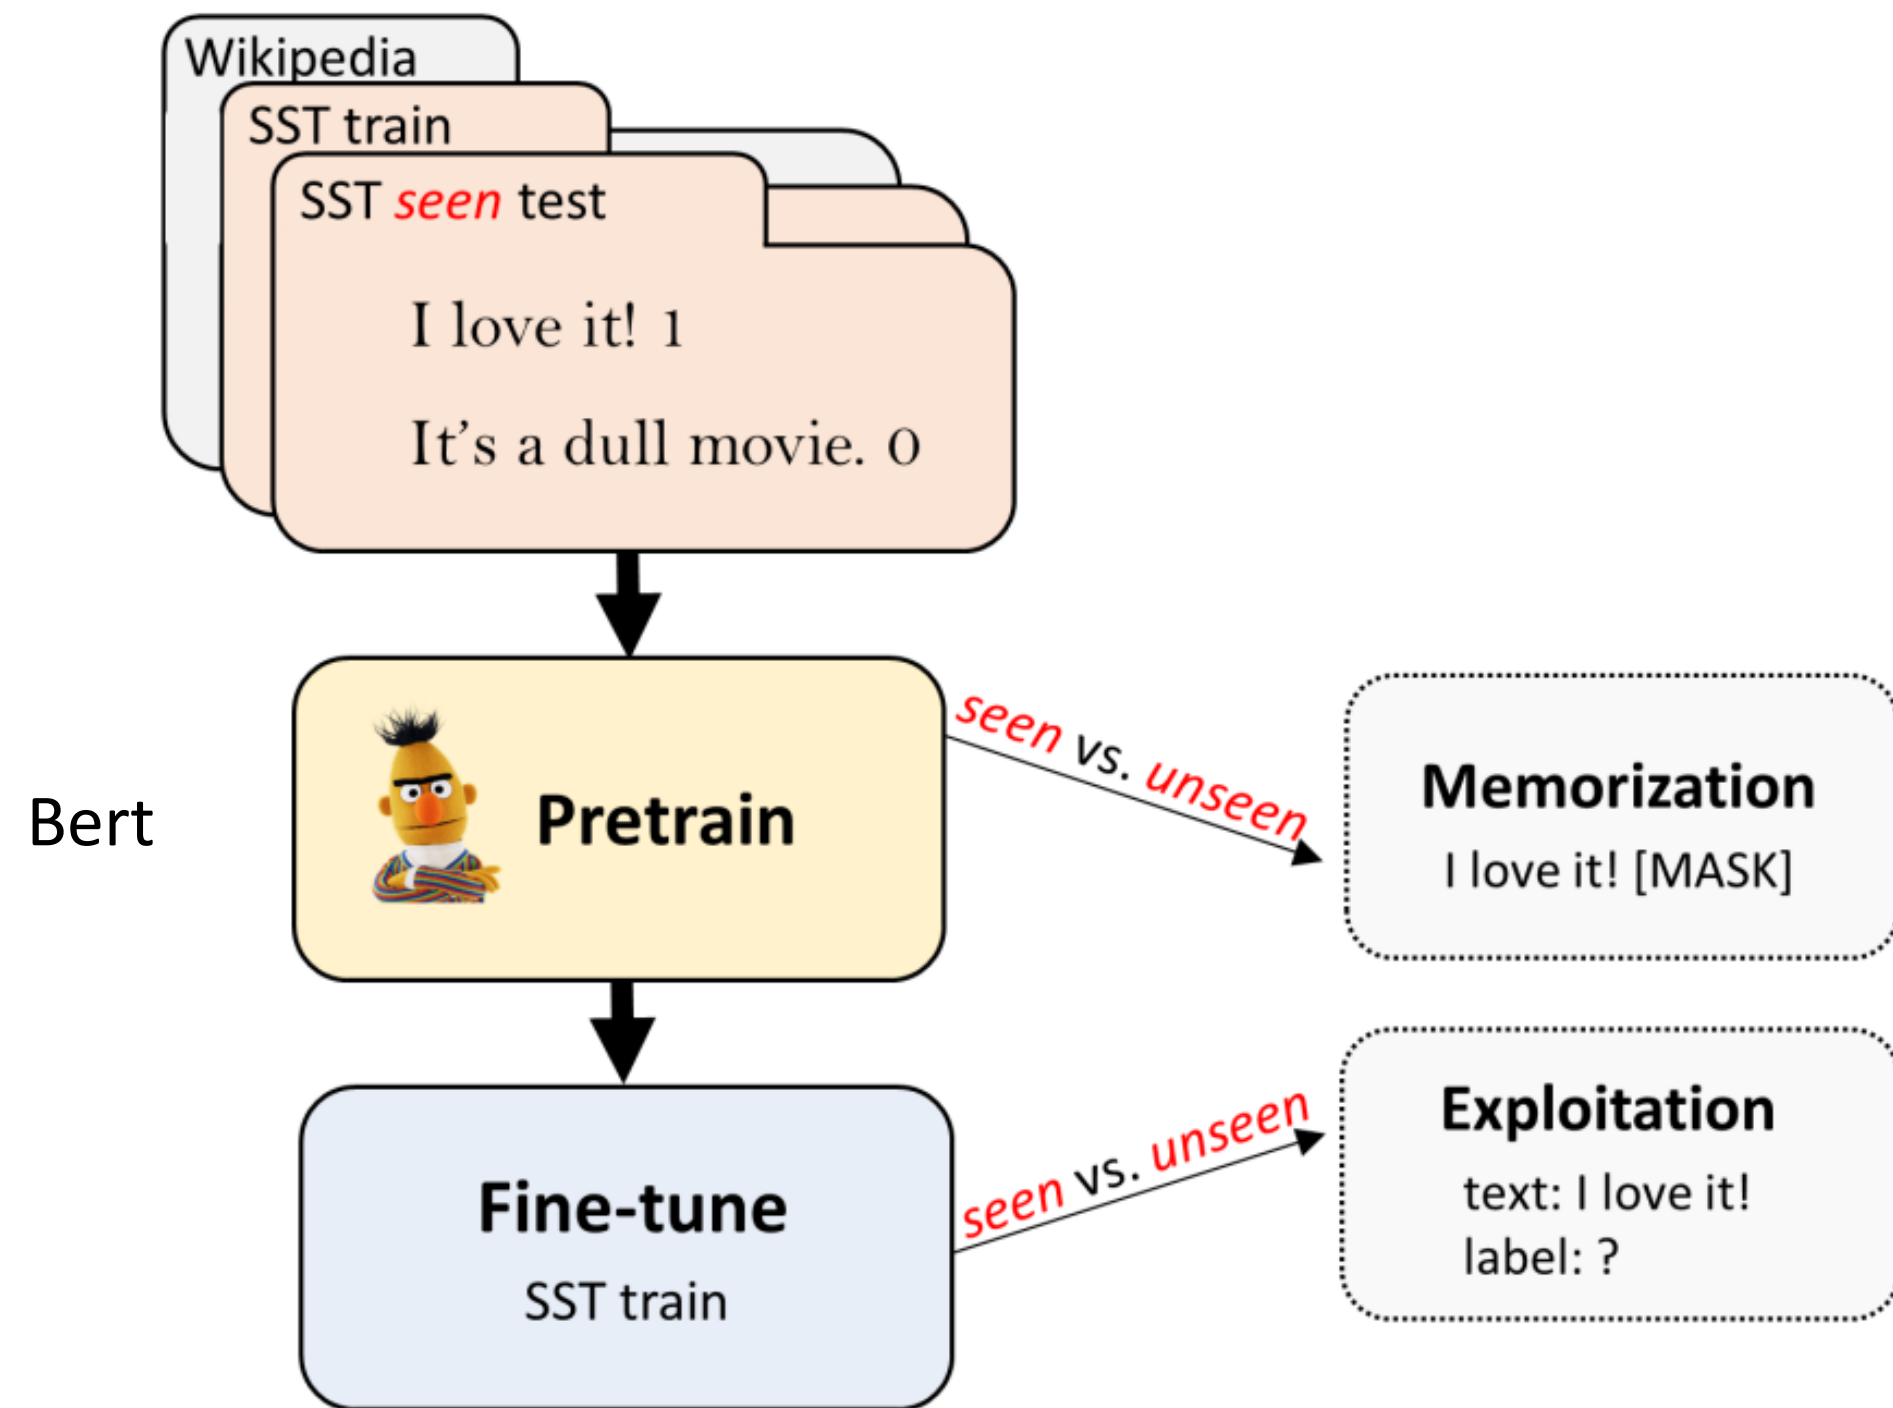 Wikipedia
SST train
SST seen test
I love it! 1
It’s a dull movie. 0
Bert
Pretrain
seen vs. unseen
Memorization
I love it! [MASK]
Fine-tune
SST train
seen vs. unseen
Exploitation
text: I love it!
label: ?